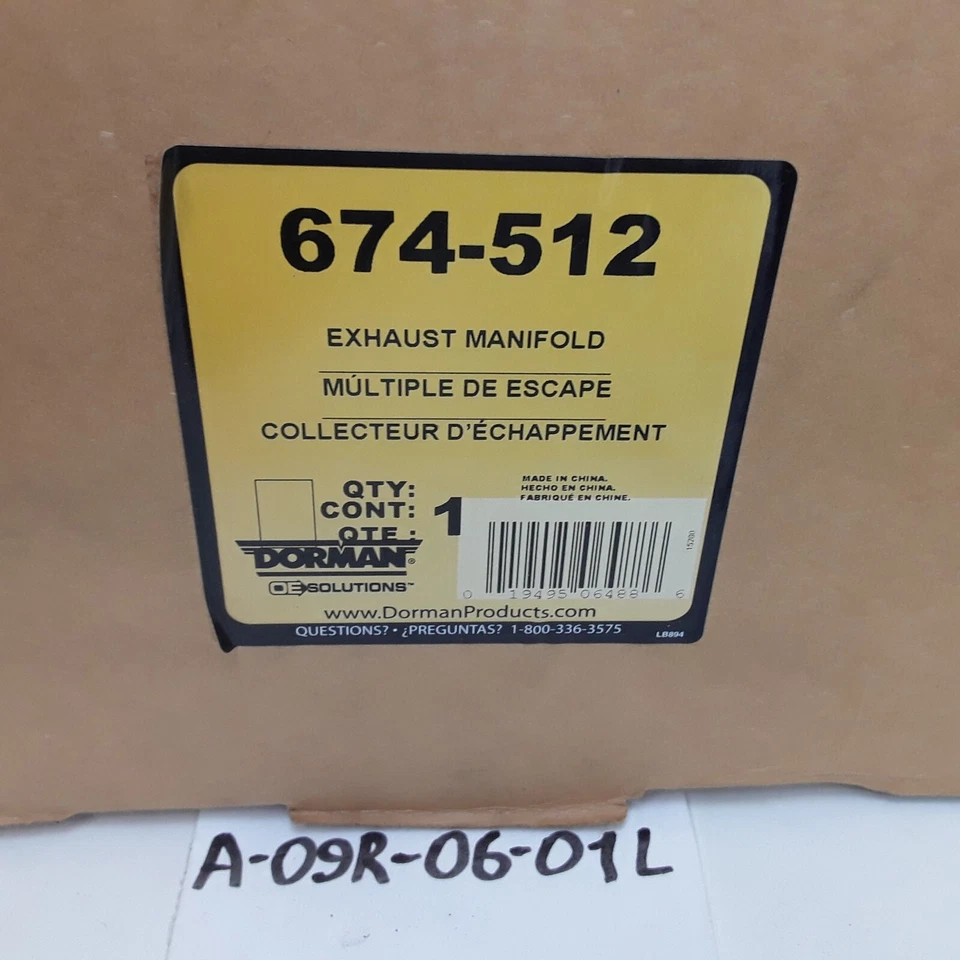 674-512
EXHAUST MANIFOLD
MÚLTIPLE DE ESCAPE
COLLECTEUR D'ÉCHAPPEMENT
QTY:
CONT: 1
QTE :
MADE IN CHINA.
HECHO EN CHINA.
FABRIQUÉ EN CHINE.
DORMAN®
OE SOLUTIONS™
0 19495 06488 6
15200
www.DormanProducts.com
QUESTIONS? • ¿PREGUNTAS? 1-800-336-3575
LB894
A-09R-06-01L